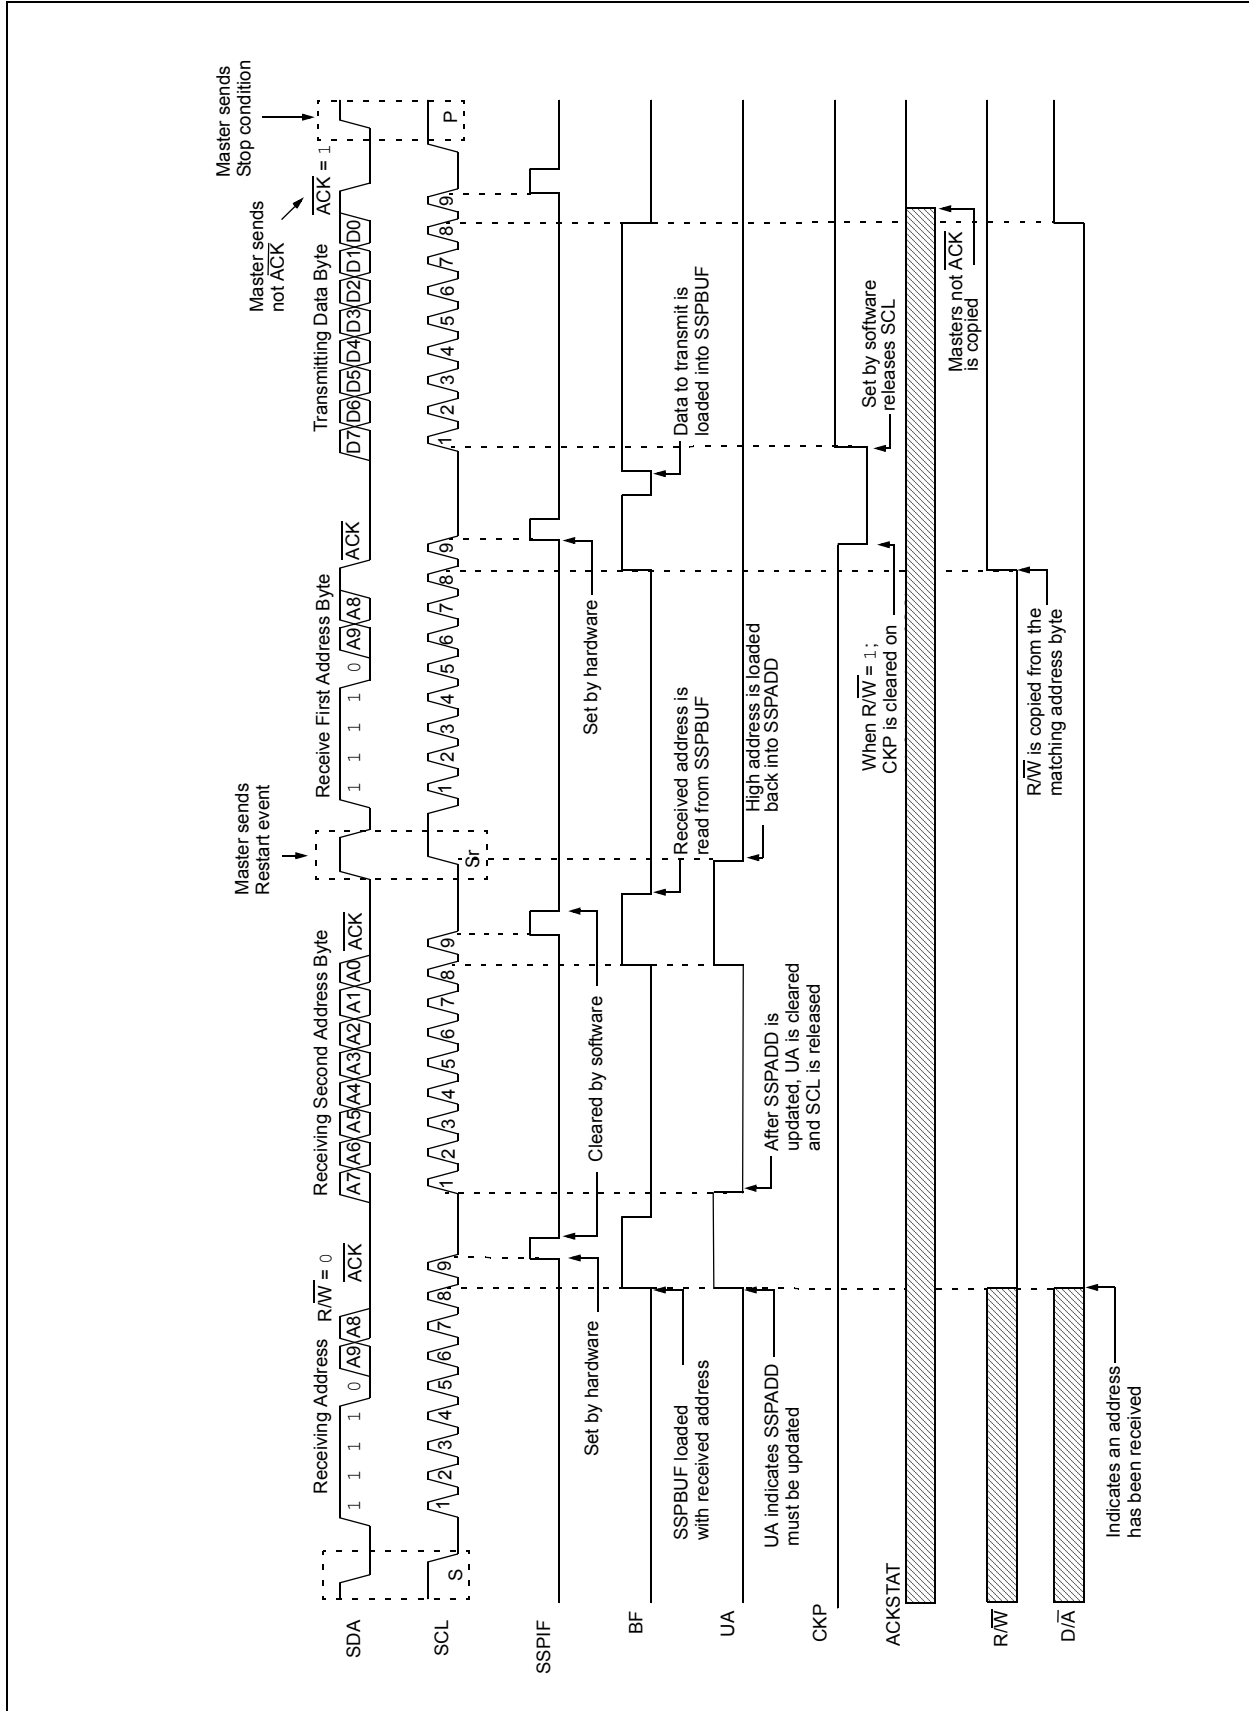 Master sends
Stop condition
Master sends
not ACK
Master sends
Restart event
Receiving Address
R/W = 0
ACK
Receiving Second Address Byte
ACK
Receive First Address Byte
ACK
Transmitting Data Byte
ACK = 1
SDA
1 1 1 1 0 A9 A8
A7 A6 A5 A4 A3 A2 A1 A0
1 1 1 1 0 A9 A8
D7 D6 D5 D4 D3 D2 D1 D0
SCL
S
1 2 3 4 5 6 7 8 9
1 2 3 4 5 6 7 8 9
Sr
1 2 3 4 5 6 7 8 9
1 2 3 4 5 6 7 8 9
P
SSPIF
Set by hardware
Cleared by software
Set by hardware
BF
SSPBUF loaded
with received address
Received address is
read from SSPBUF
Data to transmit is
loaded into SSPBUF
UA
UA indicates SSPADD
must be updated
After SSPADD is
updated, UA is cleared
and SCL is released
High address is loaded
back into SSPADD
CKP
When R/W = 1;
CKP is cleared on
Set by software
releases SCL
ACKSTAT
Masters not ACK
is copied
R/W
R/W is copied from the
matching address byte
D/A
Indicates an address
has been received